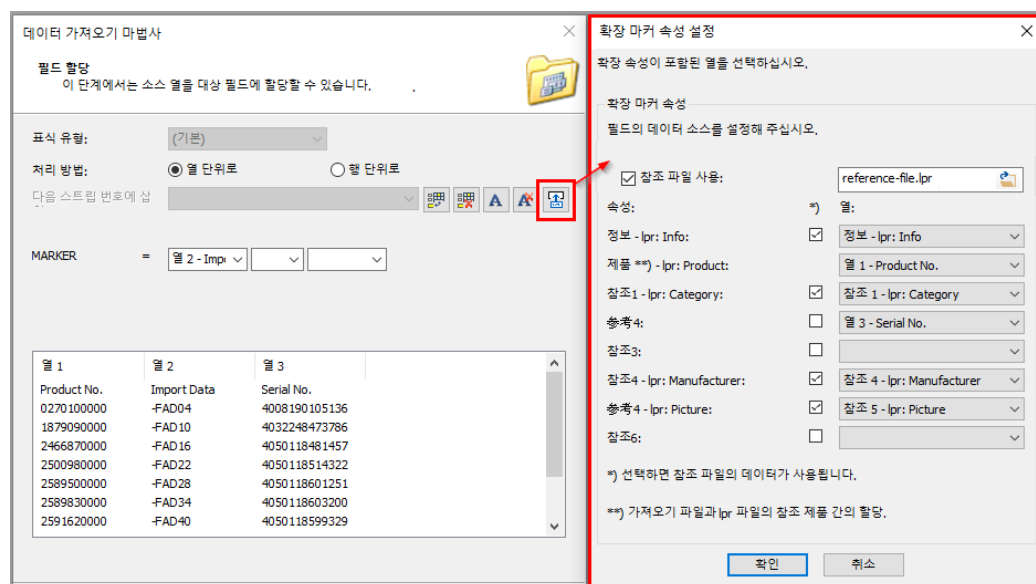 데이터 가져오기 마법사
필드 할당
이 단계에서는 소스 열을 대상 필드에 할당할 수 있습니다.
표식 유형:
(기본)
처리 방법:
열 단위로
행 단위로
다음 스트립 번호에 삽
MARKER
=
열 2 - Impo
열 1 열 2 열 3
Product No. Import Data Serial No.
0270100000 -FAD04 4008190105136
1879090000 -FAD10 4032248473786
2466870000 -FAD16 4050118481457
2500980000 -FAD22 4050118514322
2589500000 -FAD28 4050118601251
2589830000 -FAD34 4050118603200
2591620000 -FAD40 4050118599329
확장 마커 속성 설정
확장 속성이 포함된 열을 선택하십시오.
확장 마커 속성
필드의 데이터 소스를 설정해 주십시오.
참조 파일 사용: reference-file.lpr
속성: *) 열:
정보 - lpr: Info: 정보 - lpr: Info
제품 **) - lpr: Product: 열 1 - Product No.
참조1 - lpr: Category: 참조 1 - lpr: Category
参考4: 열 3 - Serial No.
참조3:
참조4 - lpr: Manufacturer: 참조 4 - lpr: Manufacturer
参考4 - lpr: Picture: 참조 5 - lpr: Picture
참조6:
*) 선택하면 참조 파일의 데이터가 사용됩니다.
**) 가져오기 파일과 lpr 파일의 참조 제품 간의 할당.
확인 취소